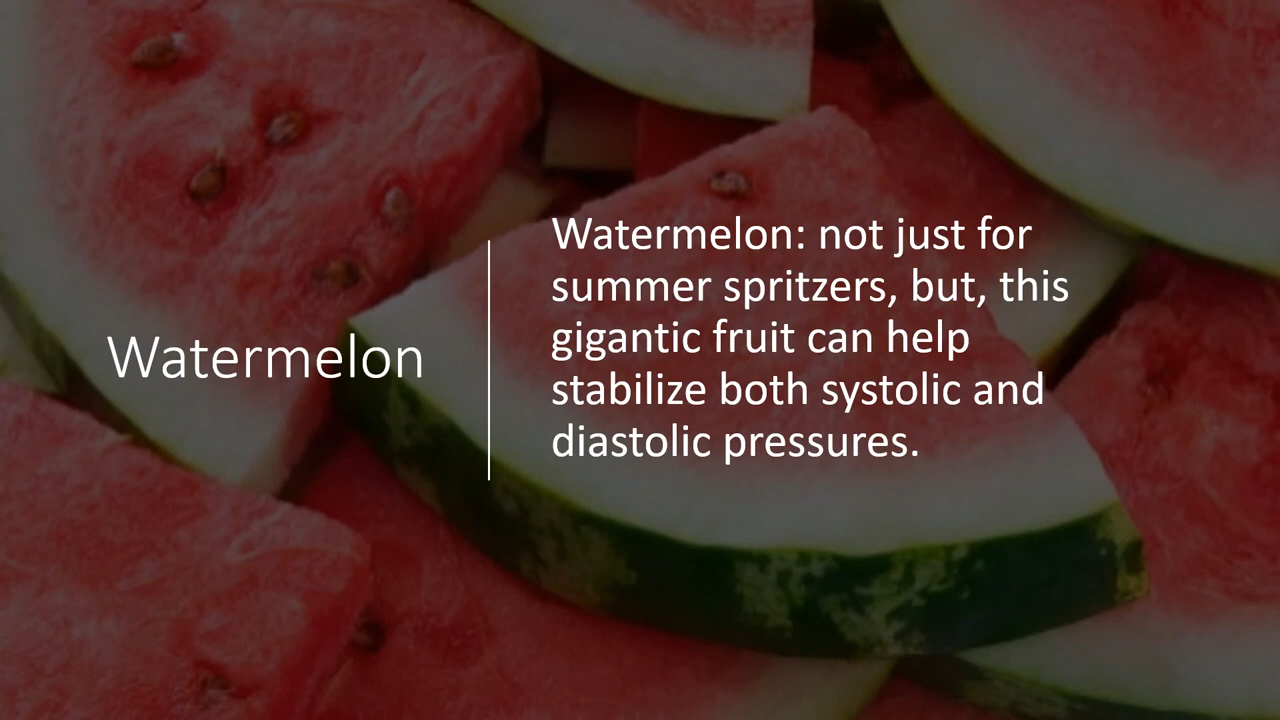 Watermelon
Watermelon: not just for
summer spritzers, but, this
gigantic fruit can help
stabilize both systolic and
diastolic pressures.